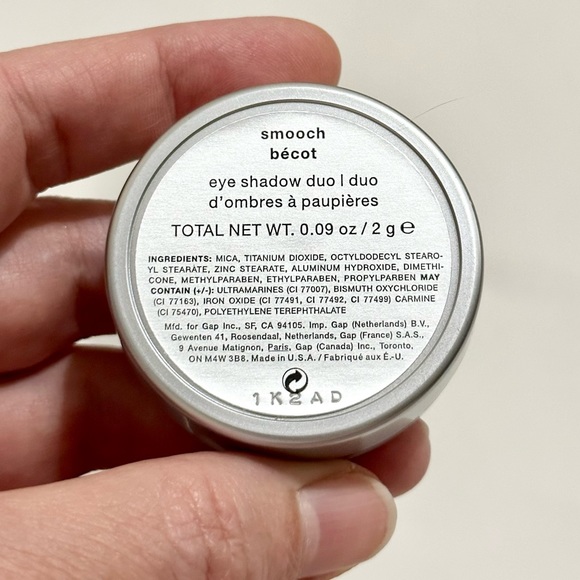 smooch
bécot
eye shadow duo | duo
d'ombres à paupières
TOTAL NET WT. 0.09 oz / 2 g ℮
INGREDIENTS: MICA, TITANIUM DIOXIDE, OCTYLDODECYL STEARO-
YL STEARATE, ZINC STEARATE, ALUMINUM HYDROXIDE, DIMETHI-
CONE, METHYLPARABEN, ETHYLPARABEN, PROPYLPARBEN MAY
CONTAIN (+/-): ULTRAMARINES (CI 77007), BISMUTH OXYCHLORIDE
(CI 77163), IRON OXIDE (CI 77491, CI 77492, CI 77499) CARMINE
(CI 75470), POLYETHYLENE TEREPHTHALATE
Mfd. for Gap Inc., SF, CA 94105. Imp. Gap (Netherlands) B.V.,
Gewenten 41, Roosendaal, Netherlands, Gap (France) S.A.S.,
9 Avenue Matignon, Paris. Gap (Canada) Inc., Toronto,
ON M4W 3B8. Made in U.S.A. / Fabriqué aux É.-U.
1K2AD